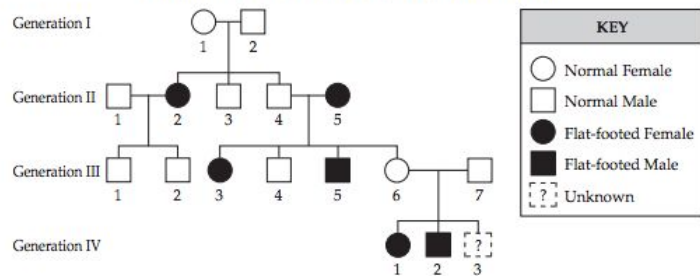 Generation I
1 2
Generation II
1 2 3 4 5
Generation III
1 2 3 4 5 6 7
Generation IV
? 
1 2 3
KEY
Normal Female
Normal Male
Flat-footed Female
Flat-footed Male
? Unknown